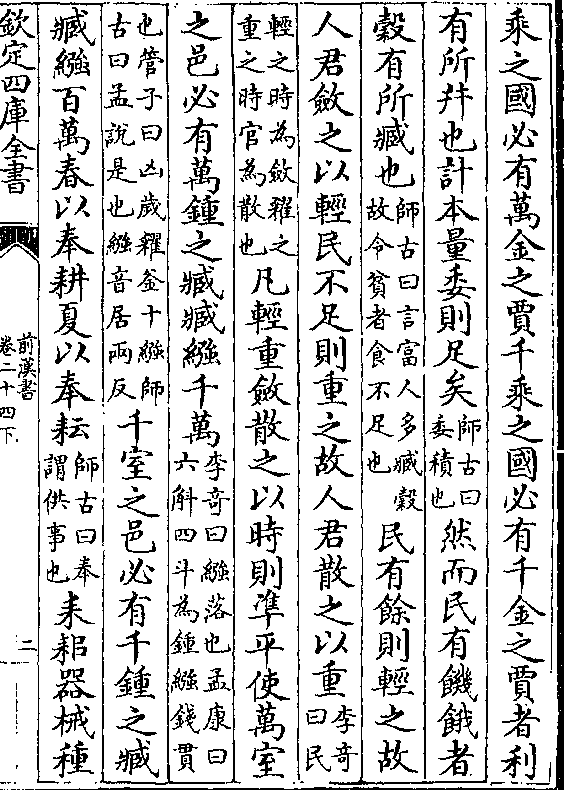 乘之國必有萬金之賈千乘之國必有千金之賈者利
有所幷也計本量委則足矣師古曰委積也然而民有饑餓者
穀有所臧也師古曰言富人多臧穀故令貧者食不足也民有餘則輕之故
人君斂之以輕民不足則重之故人君散之以重李奇曰民
輕之時為斂糴之重之時官為散也凡輕重斂散之以時則準平使萬室
之邑必有萬鍾之臧臧繈千萬李奇曰繈落也孟康曰六斛四斗為鍾繈錢貫
也管子曰凶歲糴釜十繈師古曰孟說是也繈音居兩反千室之邑必有千鍾之臧
臧繈百萬春以奉耕夏以奉耘師古曰奉謂供事也耒耜器械種
欽定四庫全書
前漢書
卷二十四下
二